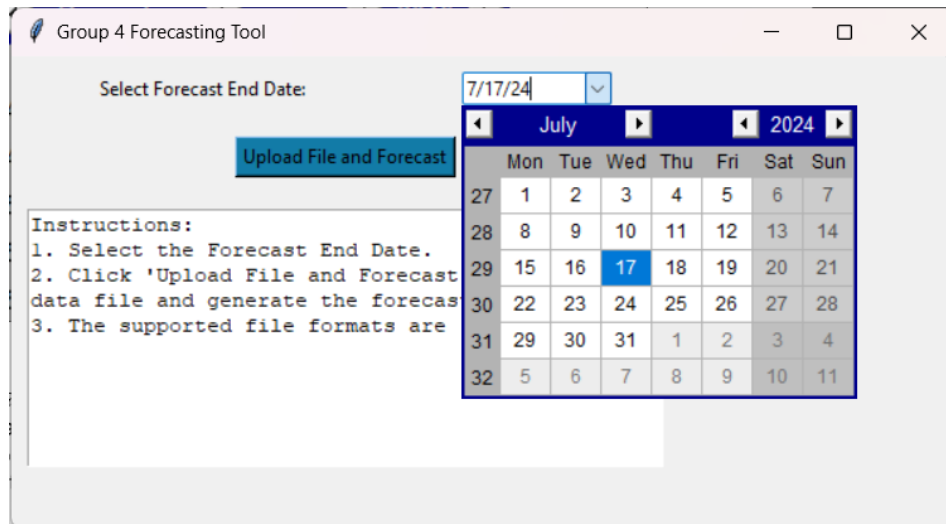 Group 4 Forecasting Tool
Select Forecast End Date: 7/17/24
July 2024
Upload File and Forecast
Mon Tue Wed Thu Fri Sat Sun
27 1 2 3 4 5 6 7
28 8 9 10 11 12 13 14
29 15 16 17 18 19 20 21
30 22 23 24 25 26 27 28
31 29 30 31 1 2 3 4
32 5 6 7 8 9 10 11
Instructions:
1. Select the Forecast End Date.
2. Click 'Upload File and Forecast
data file and generate the forecas
3. The supported file formats are